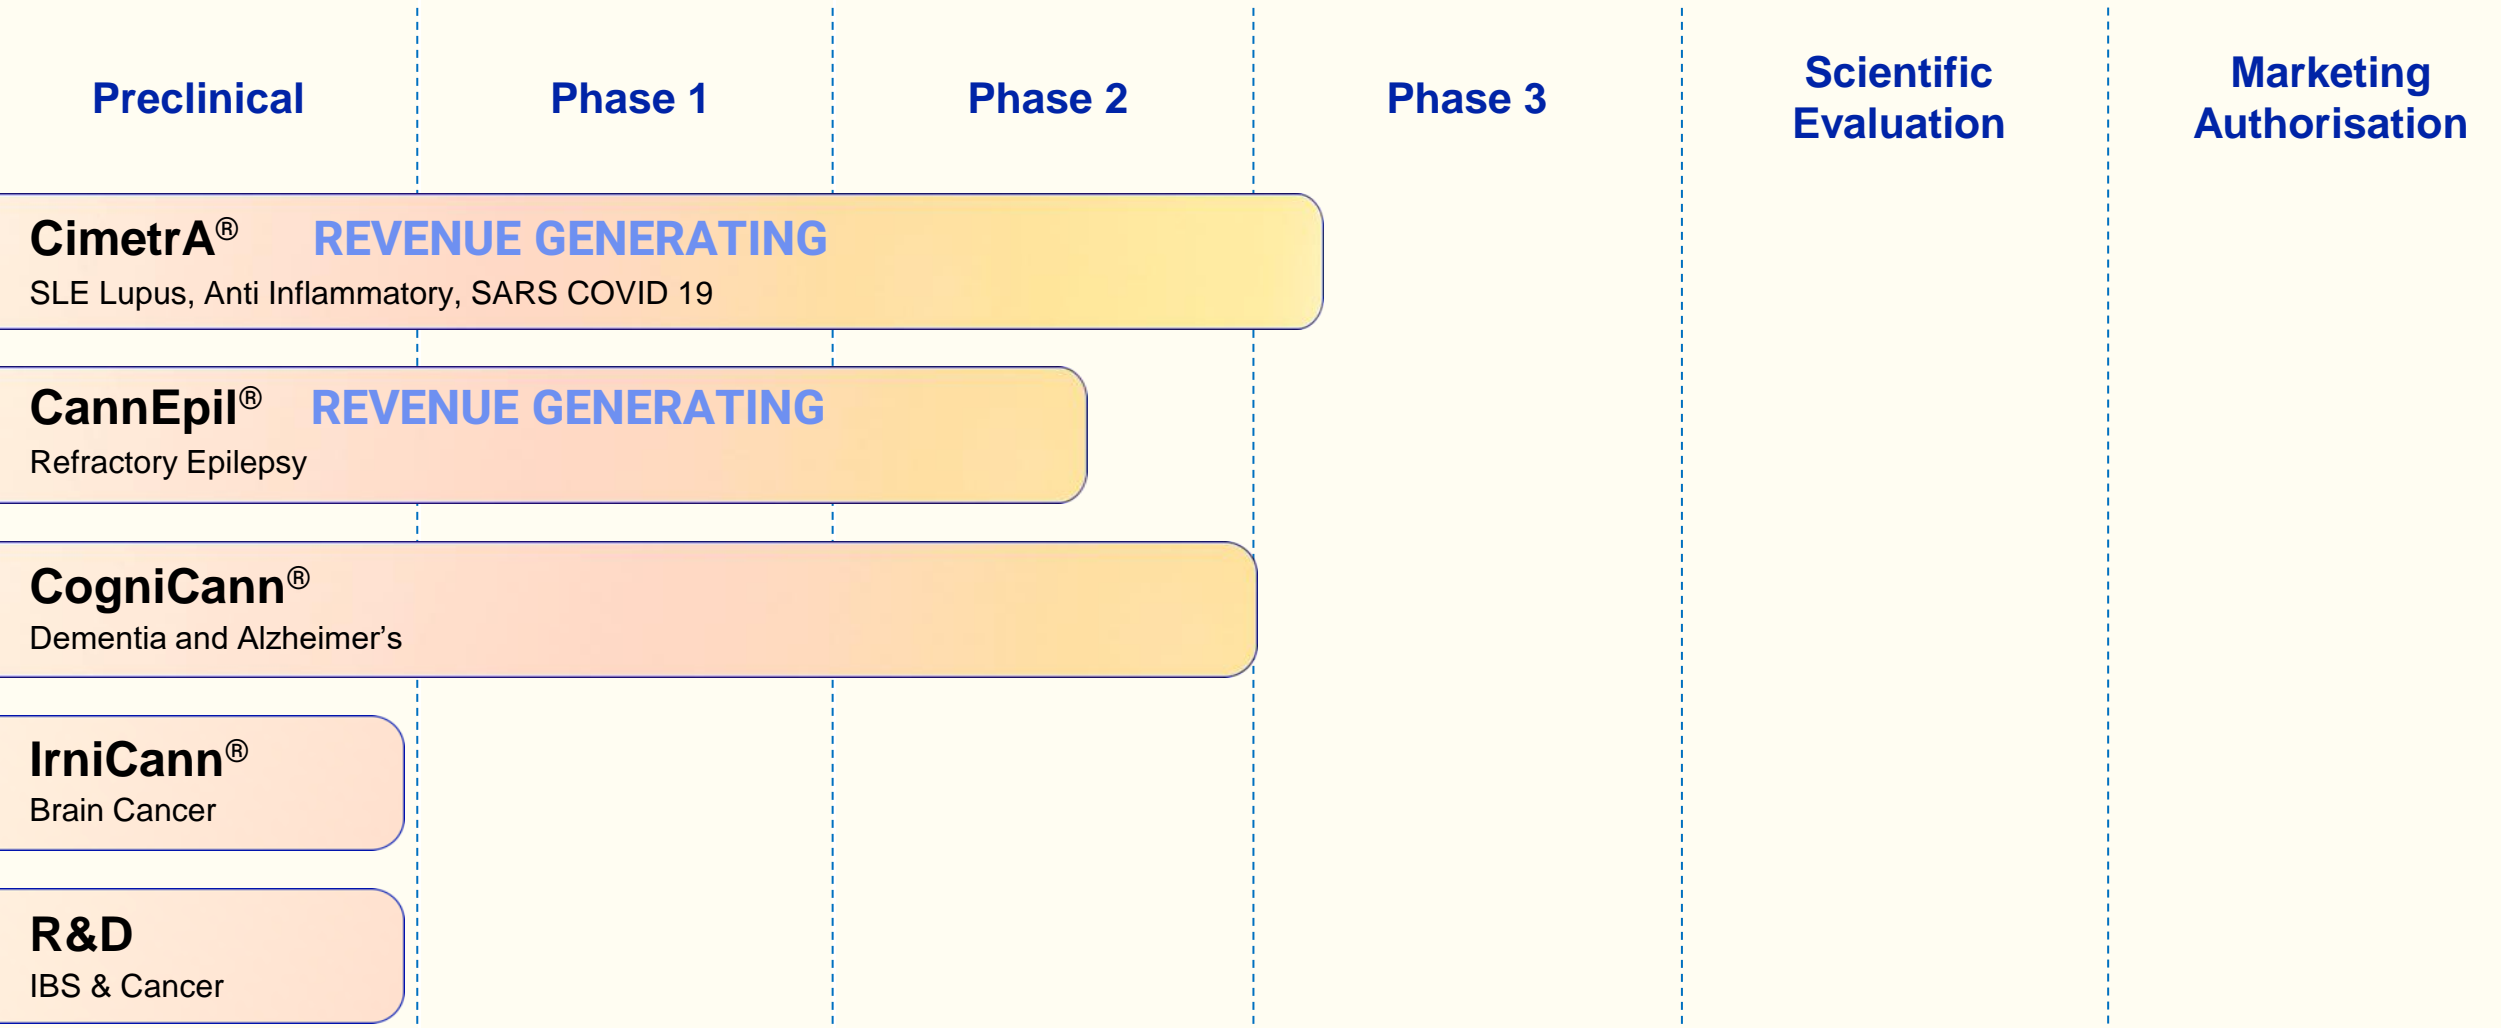 Preclinical
Phase 1
Phase 2
Phase 3
Scientific
Evaluation
Marketing
Authorisation
CimetrA® REVENUE GENERATING
SLE Lupus, Anti Inflammatory, SARS COVID 19
CannEpil® REVENUE GENERATING
Refractory Epilepsy
CogniCann®
Dementia and Alzheimer’s
IrniCann®
Brain Cancer
R&D
IBS & Cancer